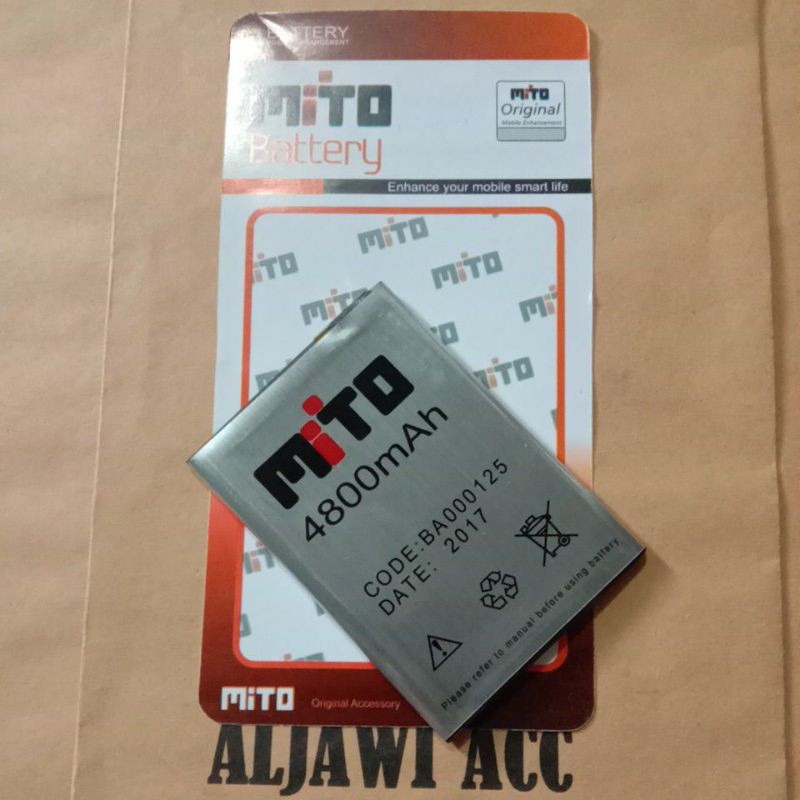 BATTERY
MiTO
Battery
MiTO
Original
Mobile Enhancement
Enhance your mobile smart life
MiTO
MiTO
MiTO
MiTO
MiTO
4800mAh
CODE:BA000125
DATE: 2017
Please refer to manual before using battery
MiTO
Original Accessory
ALJAWI ACC